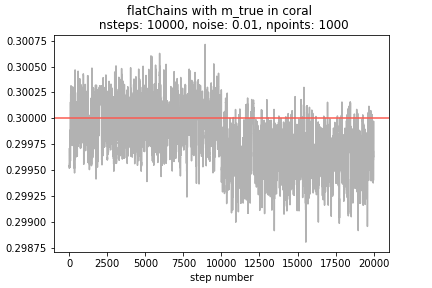 flatChains with m_true in coral
nsteps: 10000, noise: 0.01, npoints: 1000
0.30075
0.30050
0.30025
0.30000
0.29975
0.29950
0.29925
0.29900
0.29875
0 2500 5000 7500 10000 12500 15000 17500 20000
step number